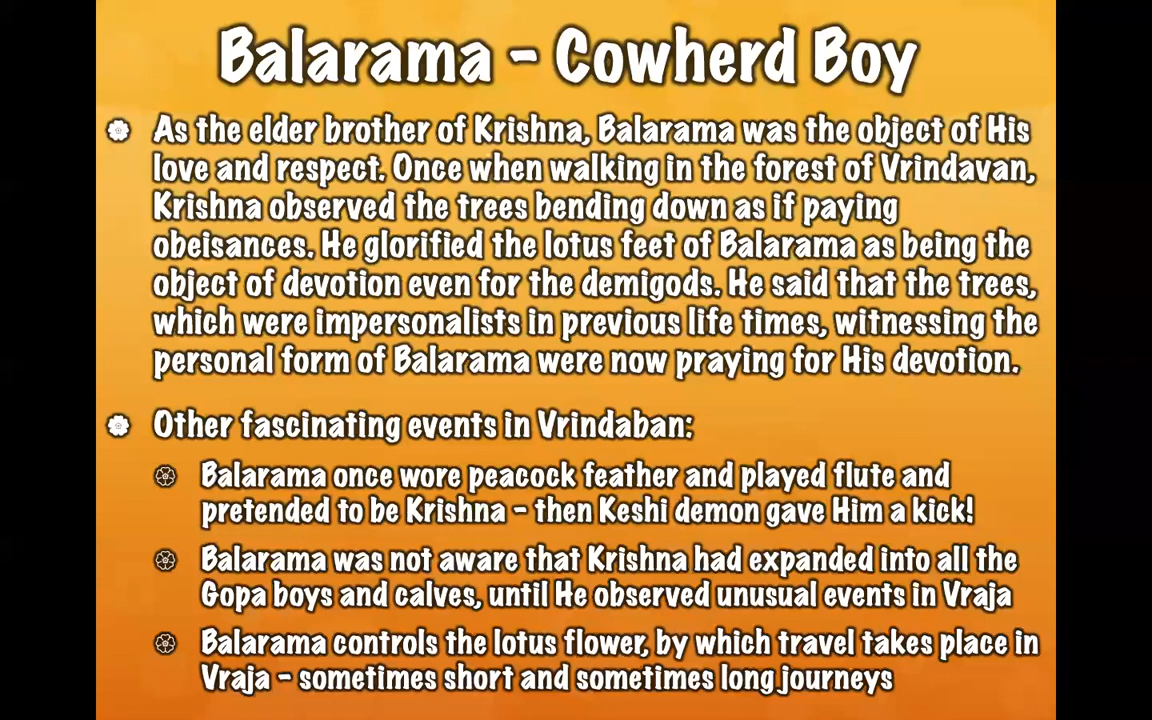 Balarama - Cowherd Boy
As the elder brother of Krishna, Balarama was the object of His
love and respect. Once when walking in the forest of Vrindavan,
Krishna observed the trees bending down as if paying
obeisances. He glorified the lotus feet of Balarama as being the
object of devotion even for the demigods. He said that the trees,
which were impersonalists in previous life times, witnessing the
personal form of Balarama were now praying for His devotion.
Other fascinating events in Vrindaban:
Balarama once wore peacock feather and played flute and
pretended to be Krishna - then Keshi demon gave Him a kick!
Balarama was not aware that Krishna had expanded into all the
Gopa boys and calves, until He observed unusual events in Vraja
Balarama controls the lotus flower, by which travel takes place in
Vraja - sometimes short and sometimes long journeys